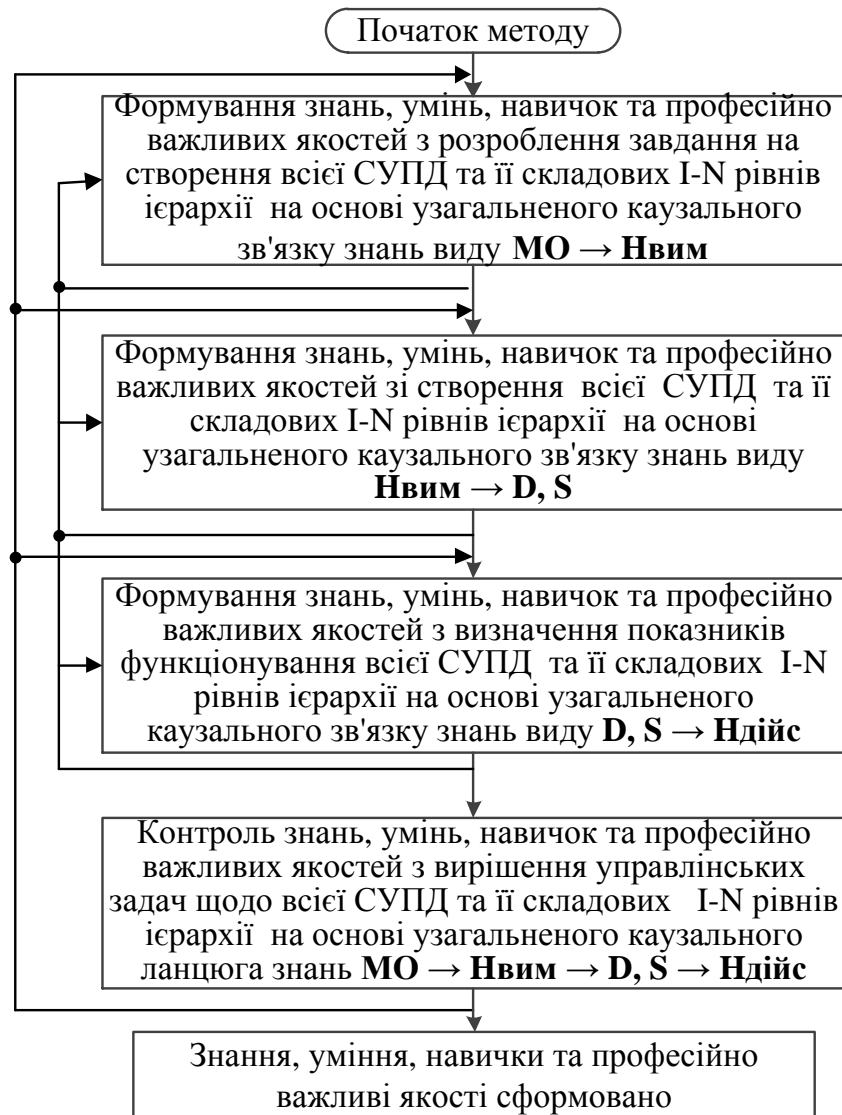 Початок методу
Формування знань, умінь, навичок та професійно
важливих якостей з розроблення завдання на
створення всієї СУПД та її складових I-N рівнів
ієрархії на основі узагальненого каузального
зв'язку знань виду МО → Нвим
Формування знань, умінь, навичок та професійно
важливих якостей зі створення всієї СУПД та її
складових I-N рівнів ієрархії на основі
узагальненого каузального зв'язку знань виду
Нвим → D, S
Формування знань, умінь, навичок та професійно
важливих якостей з визначення показників
функціонування всієї СУПД та її складових I-N
рівнів ієрархії на основі узагальненого
каузального зв'язку знань виду D, S → Ндійс
Контроль знань, умінь, навичок та професійно
важливих якостей з вирішення управлінських
задач щодо всієї СУПД та її складових I-N рівнів
ієрархії на основі узагальненого каузального
ланцюга знань МО → Нвим → D, S → Ндійс
Знання, уміння, навички та професійно
важливі якості сформовано